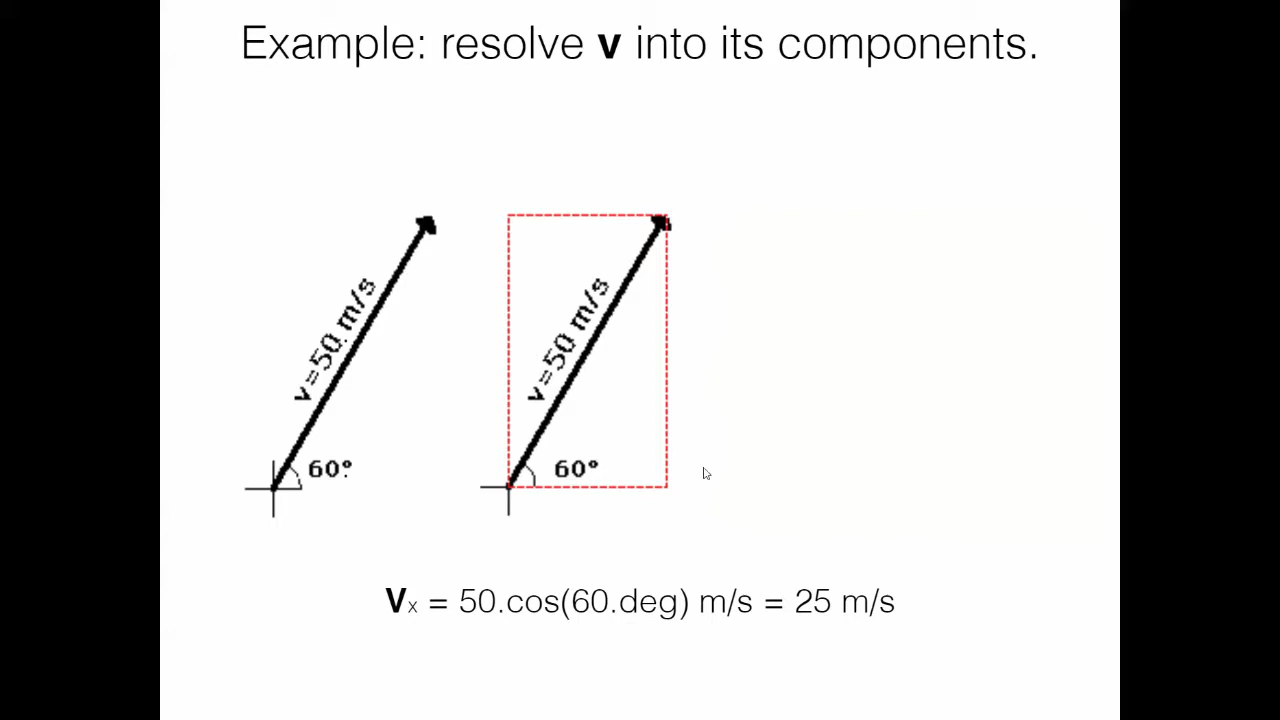 Example: resolve v into its components.
v=50. m/s
60°.
v=50 m/s
60°
Vx = 50.cos(60.deg) m/s = 25 m/s